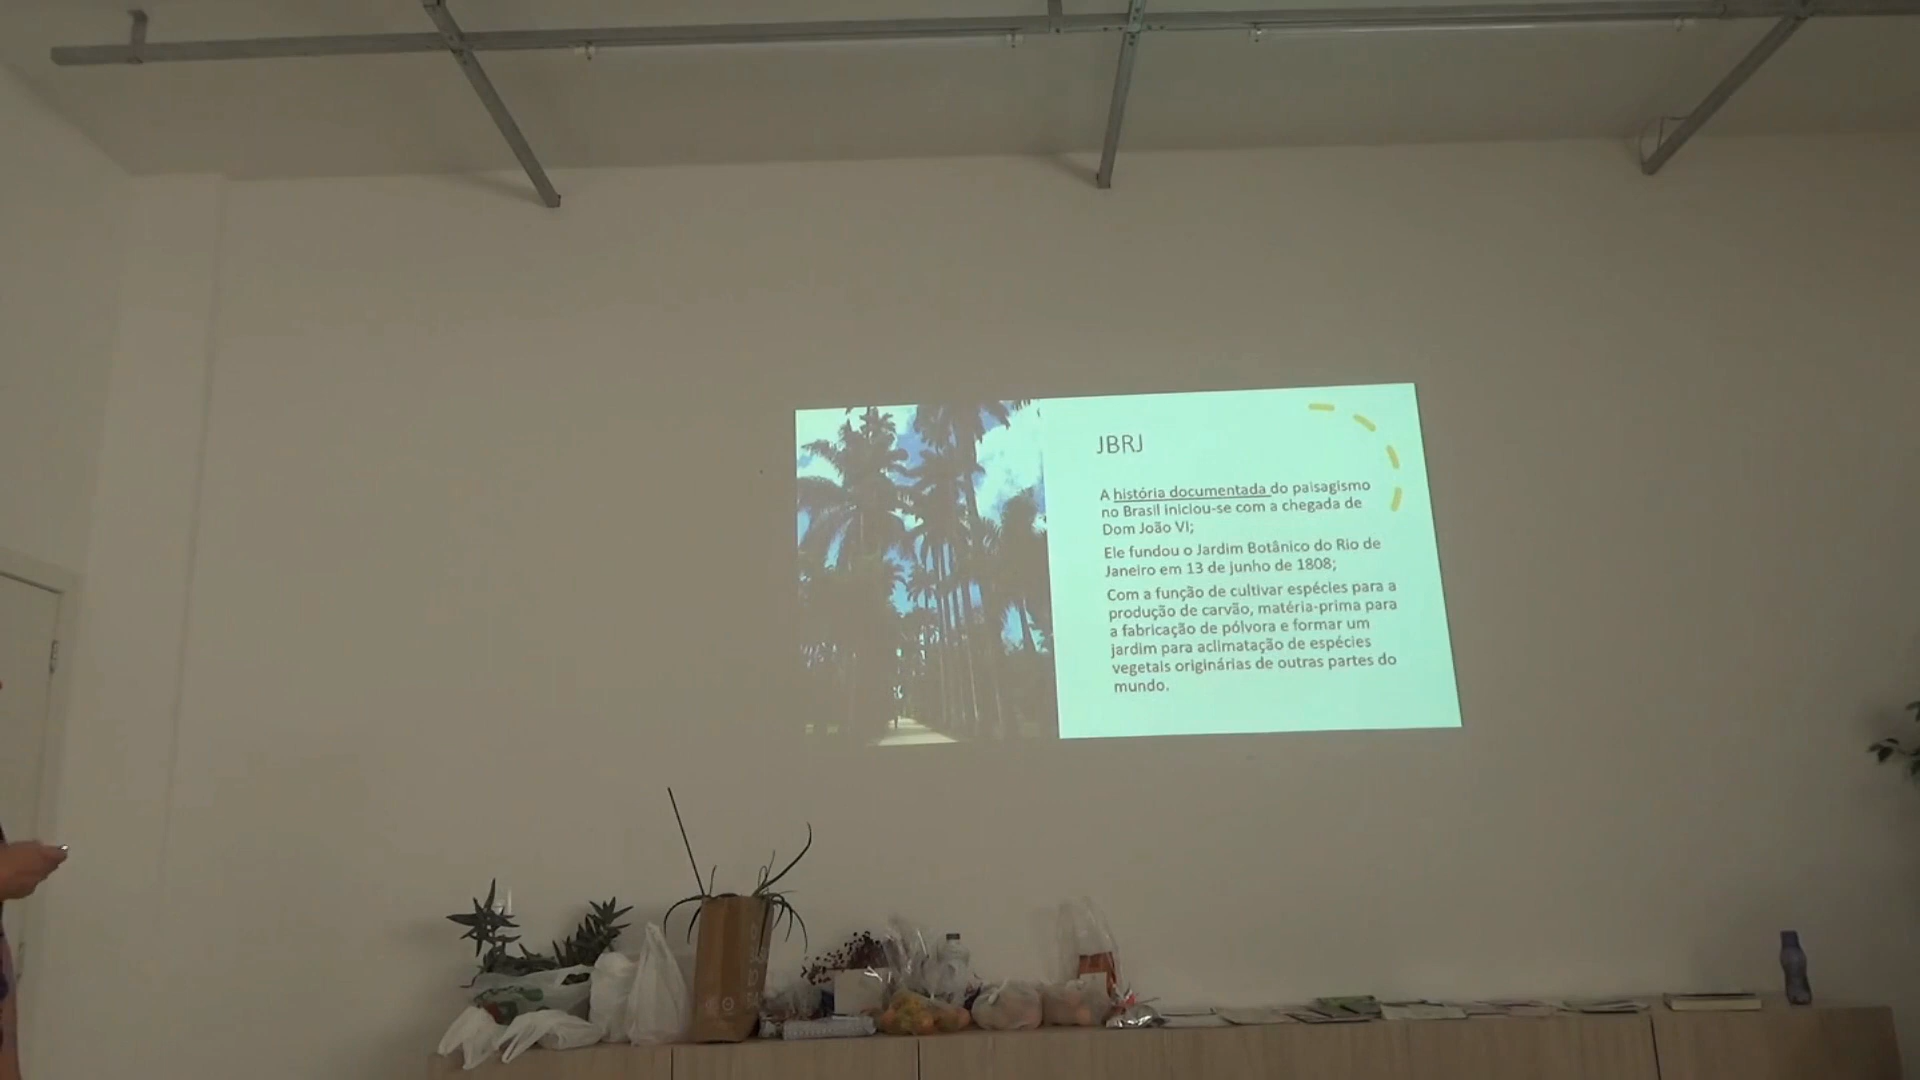 JBRJ
A história documentada do paisagismo
no Brasil iniciou-se com a chegada de
Dom João VI;
Ele fundou o Jardim Botânico do Rio de
Janeiro em 13 de junho de 1808;
Com a função de cultivar espécies para a
produção de carvão, matéria-prima para
a fabricação de pólvora e formar um
jardim para aclimatação de espécies
vegetais originárias de outras partes do
mundo.